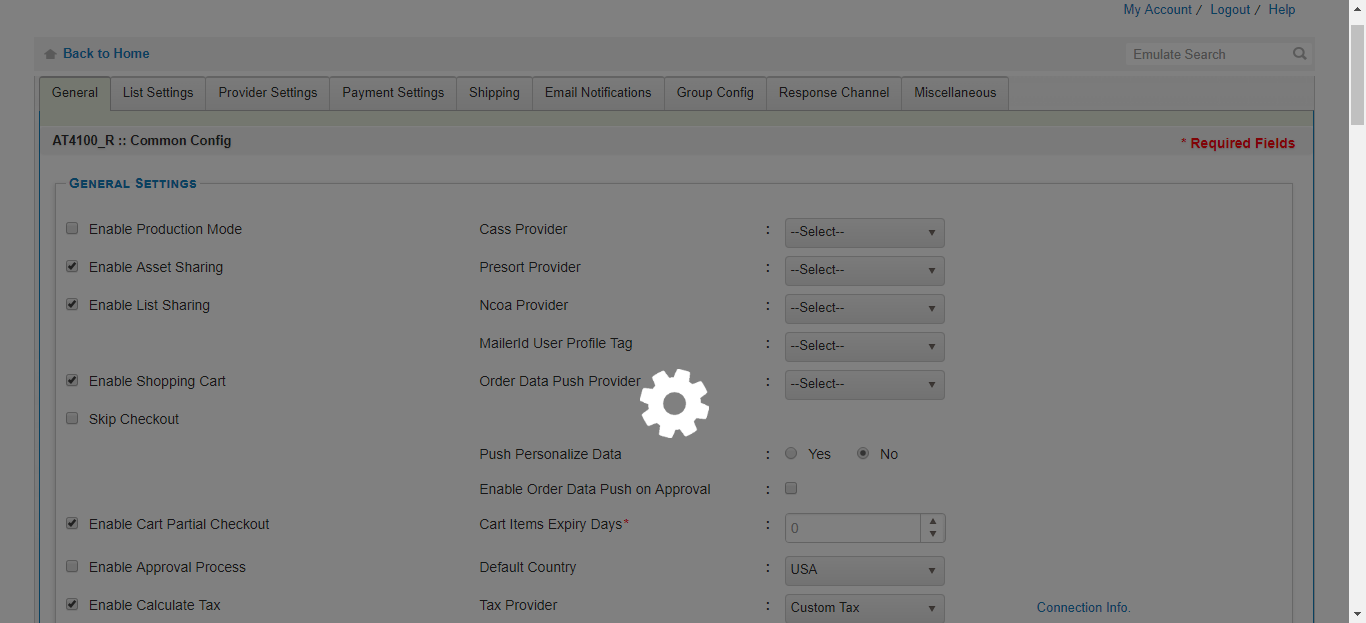 My Account / Logout / Help
Back to Home
Emulate Search
General List Settings Provider Settings Payment Settings Shipping Email Notifications Group Config Response Channel Miscellaneous
AT4100_R :: Common Config
* Required Fields
General Settings
Enable Production Mode Cass Provider : --Select--
Enable Asset Sharing Presort Provider : --Select--
Enable List Sharing Ncoa Provider : --Select--
MailerId User Profile Tag : --Select--
Enable Shopping Cart Order Data Push Provider : --Select--
Skip Checkout
Push Personalize Data : Yes No
Enable Order Data Push on Approval :
Enable Cart Partial Checkout Cart Items Expiry Days* : 0
Enable Approval Process Default Country : USA
Enable Calculate Tax Tax Provider : Custom Tax Connection Info.